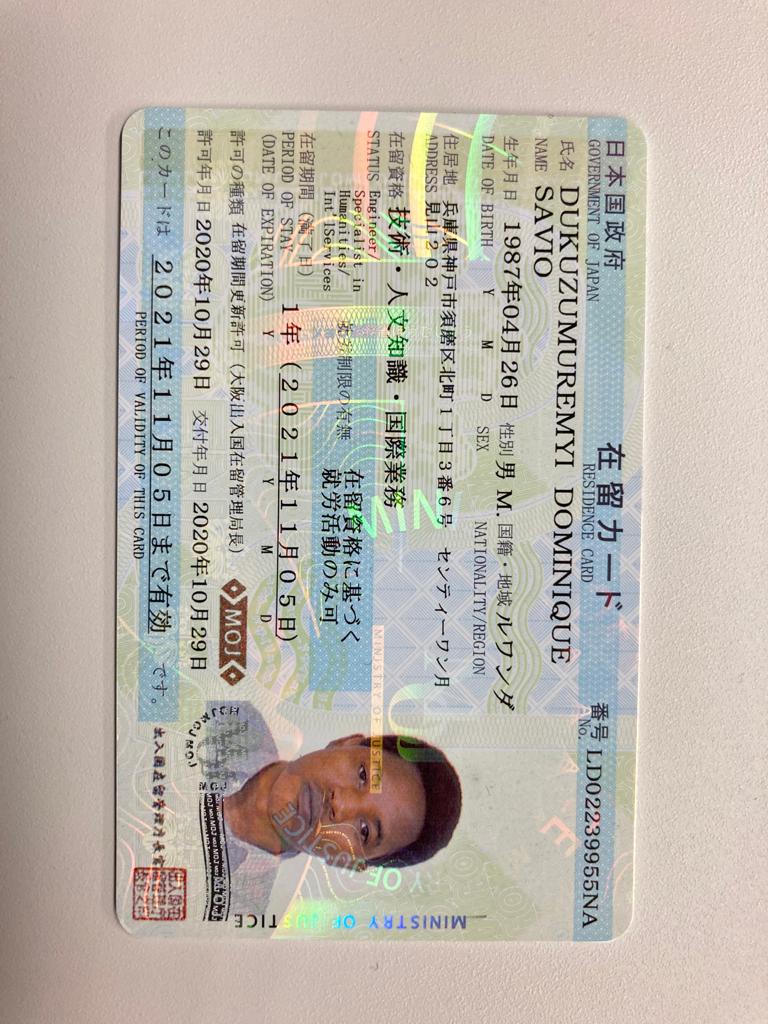 日本国政府 在留カード 番号 LD02239955NA
GOVERNMENT OF JAPAN RESIDENCE CARD No.
氏名 DUKUZUMUREMYI DOMINIQUE
NAME SAVIO
生年月日 1987年04月26日 性別 男 M. 国籍・地域 ルワンダ
DATE OF BIRTH Y M D SEX NATIONALITY/REGION
住居地 兵庫県神戸市須磨区北町1丁目3番6号 センティーワン月
ADDRESS 見山202
在留資格 技術・人文知識・国際業務
STATUS Engineer/
Specialist in
Humanities/
Int'lServices
就労制限の有無 在留資格に基づく
就労活動のみ可
在留期間(満了日) 1年(2021年11月05日)
PERIOD OF STAY
(DATE OF EXPIRATION) Y Y M D
許可の種類 在留期間更新許可(大阪出入国在留管理局長)
許可年月日 2020年10月29日 交付年月日 2020年10月29日
このカードは 2021年11月05日まで有効 です。
PERIOD OF VALIDITY OF THIS CARD
MOJ
出入国在留管理庁長官
MINISTRY OF JUSTICE
MINISTRY OF JUSTICE
Y OF JUSTICE